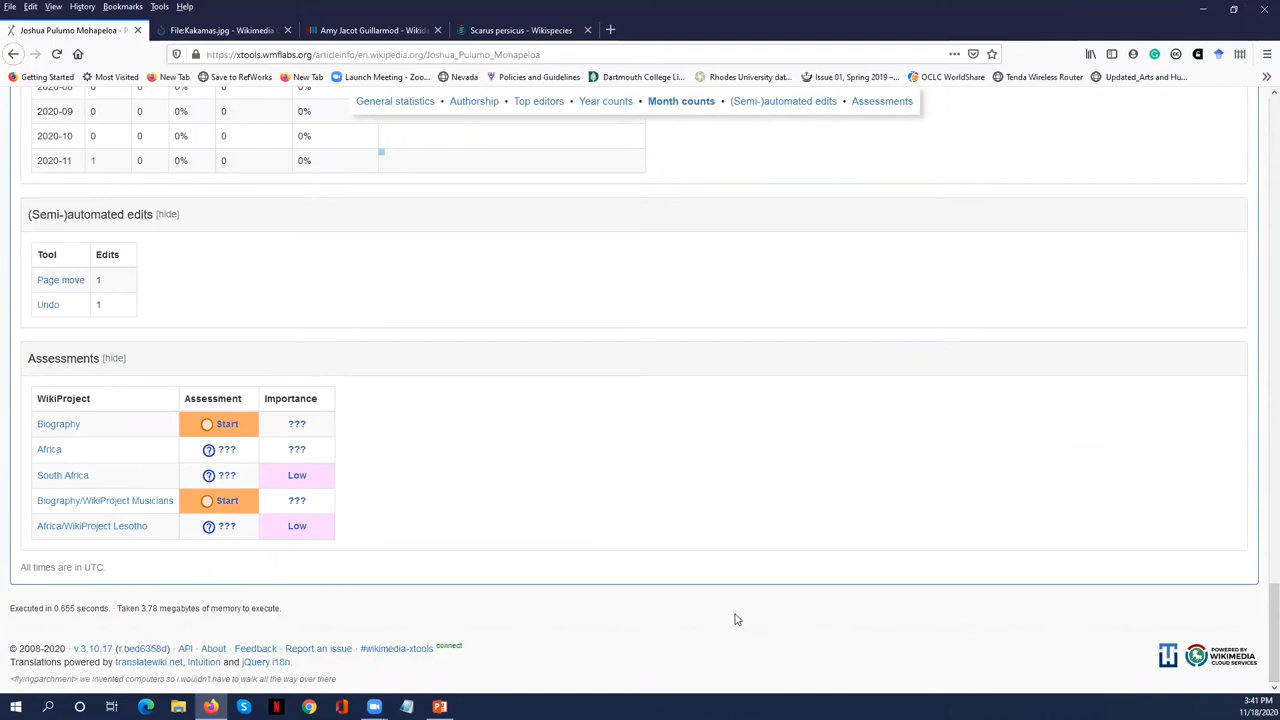 File Edit View History Bookmarks Tools Help
Joshua Pulumo Mohapeloa - P
File:Kakamas.jpg - Wikimedia C
Amy Jacot Guillarmod - Wikida
Scarus persicus - Wikispecies
https://xtools.wmflabs.org/articleinfo/en.wikipedia.org/Joshua_Pulumo_Mohapeloa
Getting Started Most Visited New Tab Save to RefWorks New Tab Launch Meeting - Zoo... Nevada Policies and Guidelines Dartmouth College Li... Rhodes University dat... Issue 01, Spring 2019 –... OCLC WorldShare Tenda Wireless Router Updated_Arts and Hu...
General statistics • Authorship • Top editors • Year counts • Month counts • (Semi-)automated edits • Assessments
2020-08 0 0 0% 0 0%
2020-09 0 0 0% 0 0%
2020-10 0 0 0% 0 0%
2020-11 1 0 0% 0 0%
(Semi-)automated edits [hide]
Tool Edits
Page move 1
Undo 1
Assessments [hide]
WikiProject Assessment Importance
Biography Start ???
Africa ??? ???
South Africa ??? Low
Biography/WikiProject Musicians Start ???
Africa/WikiProject Lesotho ??? Low
All times are in UTC.
Executed in 0.655 seconds. · Taken 3.78 megabytes of memory to execute.
© 2008-2020 · v.3.10.17 (r.bed6358d) · API · About · Feedback · Report an issue · #wikimedia-xtools connect
Translations powered by translatewiki.net, Intuition and jQuery.i18n.
<flyingparchment> we invented computers so i wouldn't have to walk all the way over there
POWERED BY WIKIMEDIA CLOUD SERVICES
3:41 PM
11/18/2020